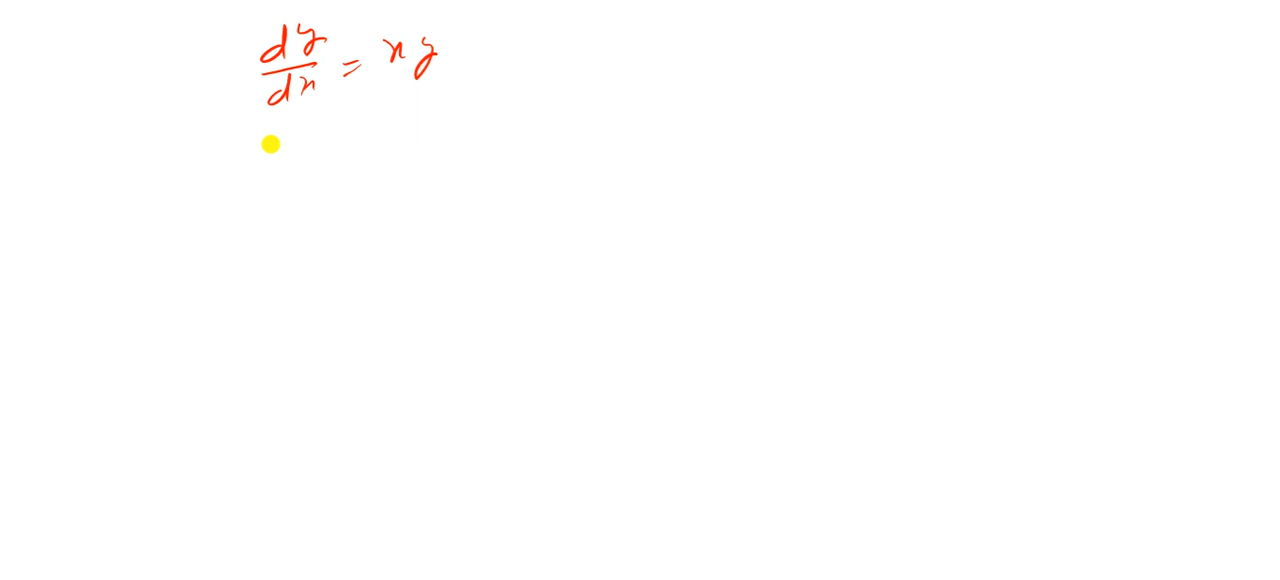 dy/dx = xy